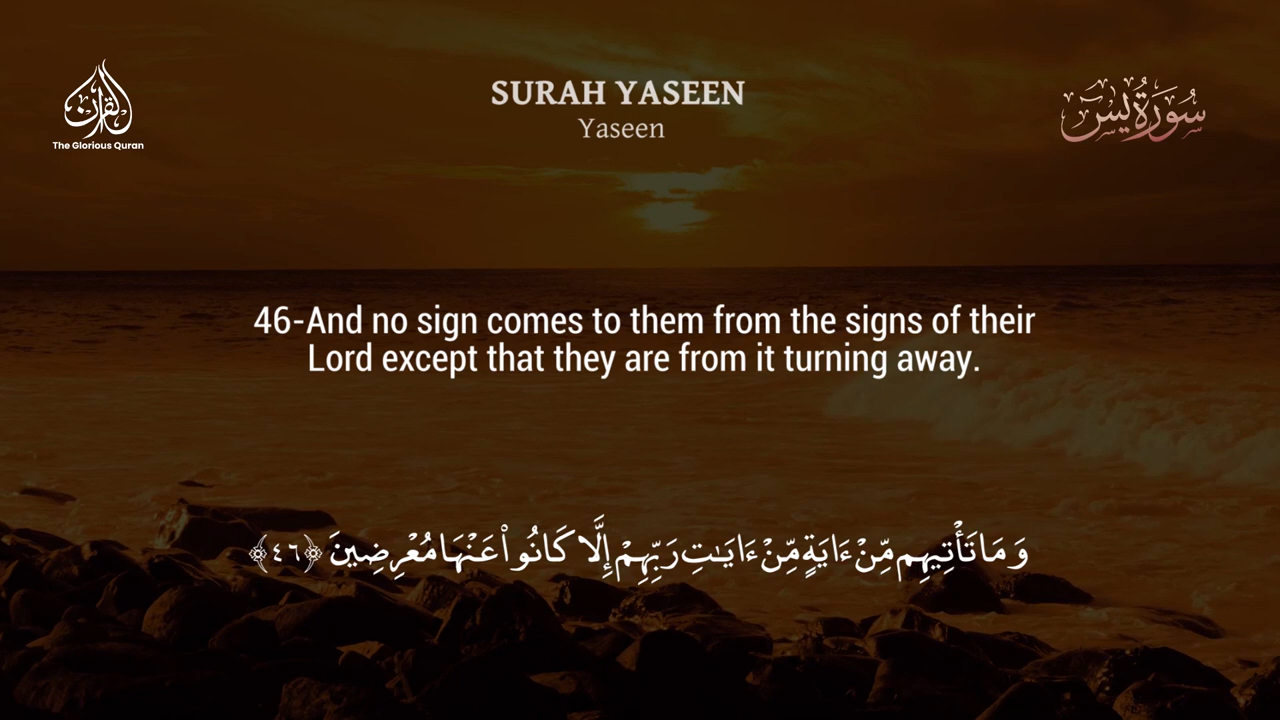 SURAH YASEEN
Yaseen
القرآن
The Glorious Quran
سُورَةُ يسٓ
46-And no sign comes to them from the signs of their
Lord except that they are from it turning away.
وَمَا تَأْتِيهِم مِّنْ ءَايَةٍ مِّنْ ءَايَٰتِ رَبِّهِمْ إِلَّا كَانُوا۟ عَنْهَا مُعْرِضِينَ ﴿٤٦﴾